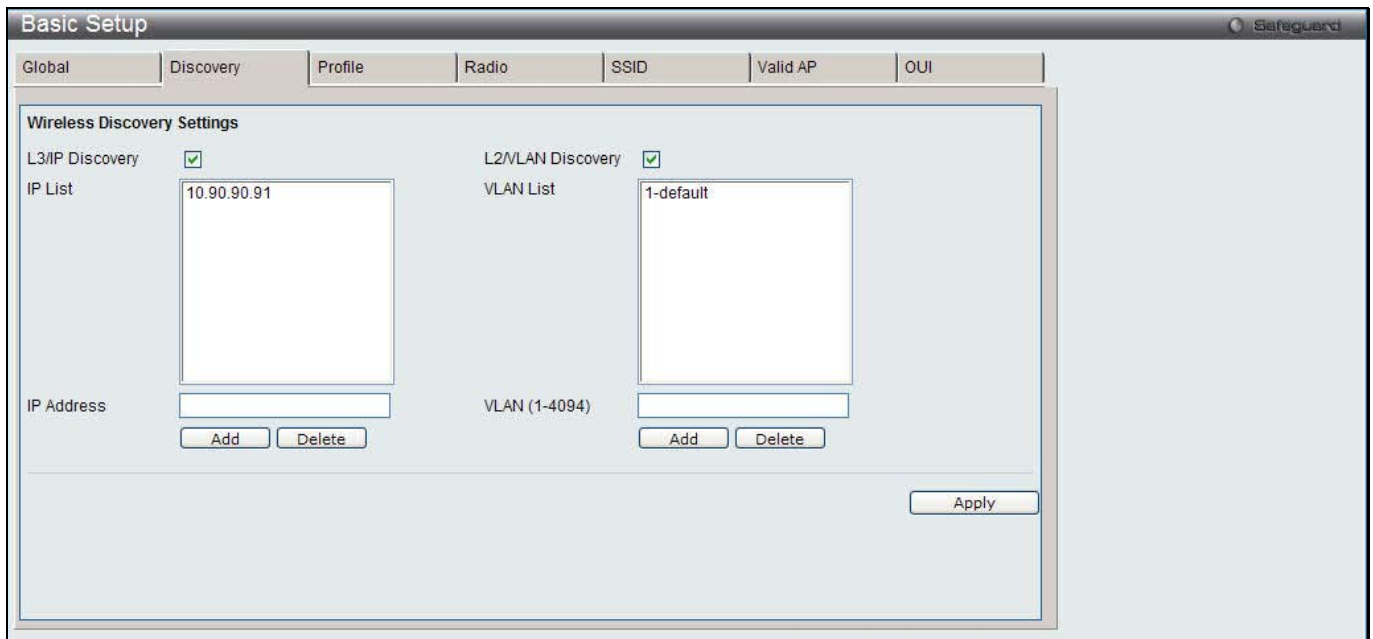 Basic Setup
Safeguard
Global Discovery Profile Radio SSID Valid AP OUI
Wireless Discovery Settings
L3/IP Discovery L2/VLAN Discovery
IP List 10.90.90.91 VLAN List 1-default
IP Address VLAN (1-4094)
Add Delete Add Delete
Apply